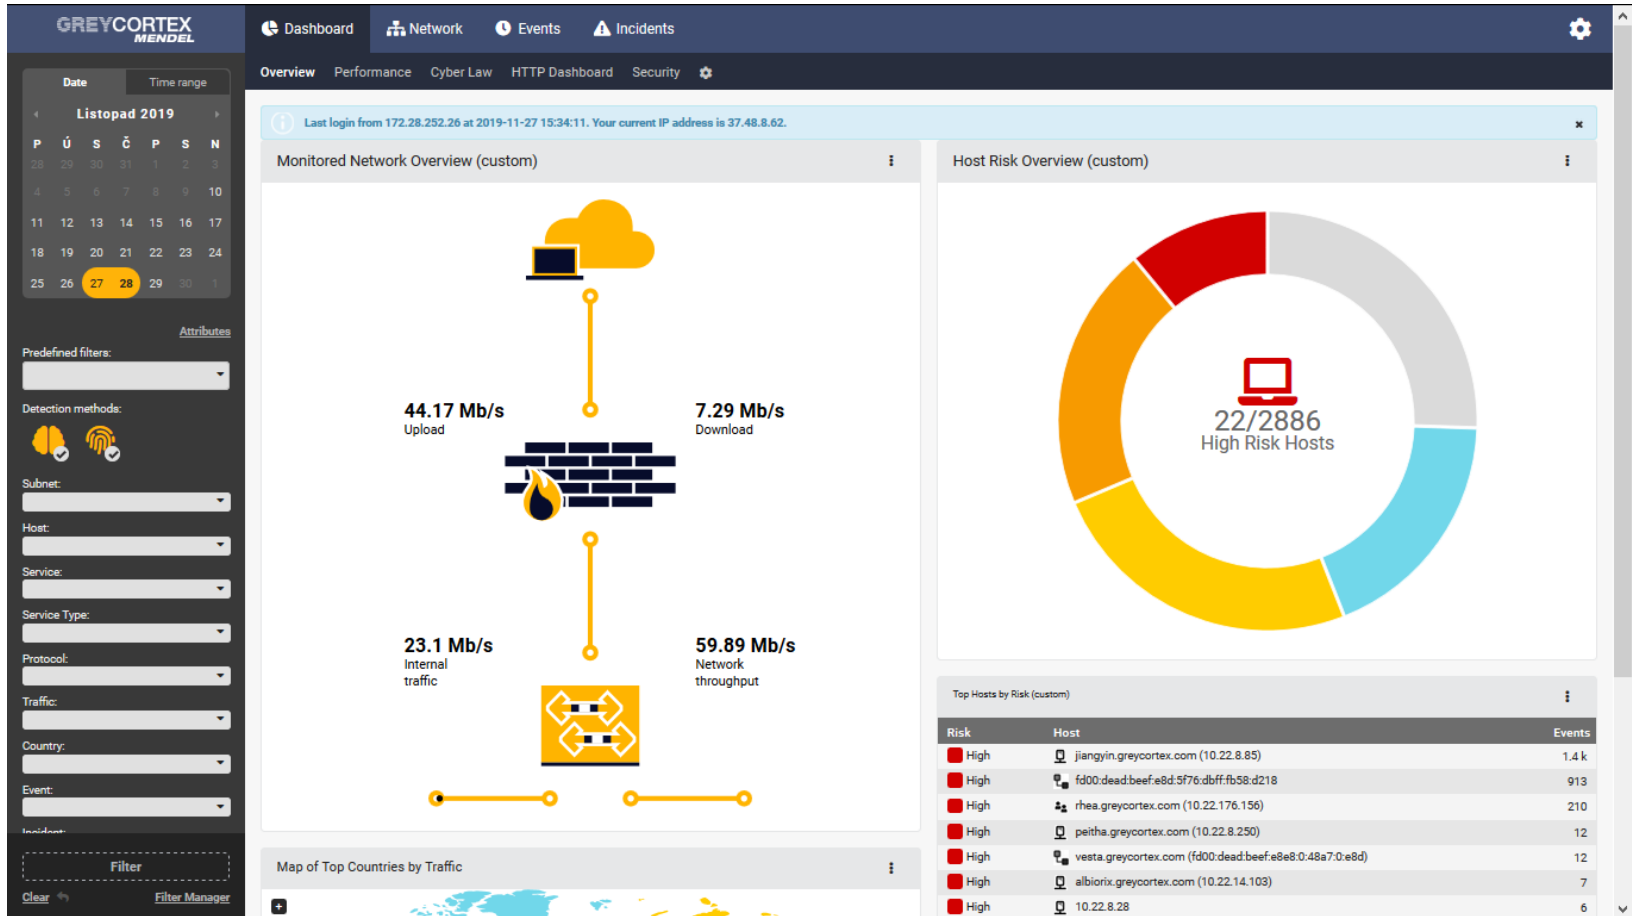 GREYCORTEX
MENDEL
Dashboard
Network
Events
Incidents
Overview
Performance
Cyber Law
HTTP Dashboard
Security
Date
Time range
Listopad 2019
P Ú S Č P S N
28 29 30 31 1 2 3
4 5 6 7 8 9 10
11 12 13 14 15 16 17
18 19 20 21 22 23 24
25 26 27 28 29 30 1
Attributes
Predefined filters:
Detection methods:
Subnet:
Host:
Service:
Service Type:
Protocol:
Traffic:
Country:
Event:
Incident:
Filter
Clear
Filter Manager
Last login from 172.28.252.26 at 2019-11-27 15:34:11. Your current IP address is 37.48.8.62.
Monitored Network Overview (custom)
44.17 Mb/s
Upload
7.29 Mb/s
Download
23.1 Mb/s
Internal
traffic
59.89 Mb/s
Network
throughput
Map of Top Countries by Traffic
Host Risk Overview (custom)
22/2886
High Risk Hosts
Top Hosts by Risk (custom)
Risk Host Events
High jiangyin.greycortex.com (10.22.8.85) 1.4 k
High fd00:dead:beef:e8d:5f76:dbff:fb58:d218 913
High rhea.greycortex.com (10.22.176.156) 210
High peitha.greycortex.com (10.22.8.250) 12
High vesta.greycortex.com (fd00:dead:beef:e8e8:0:48a7:0:e8d) 12
High albiorix.greycortex.com (10.22.14.103) 7
High 10.22.8.28 6